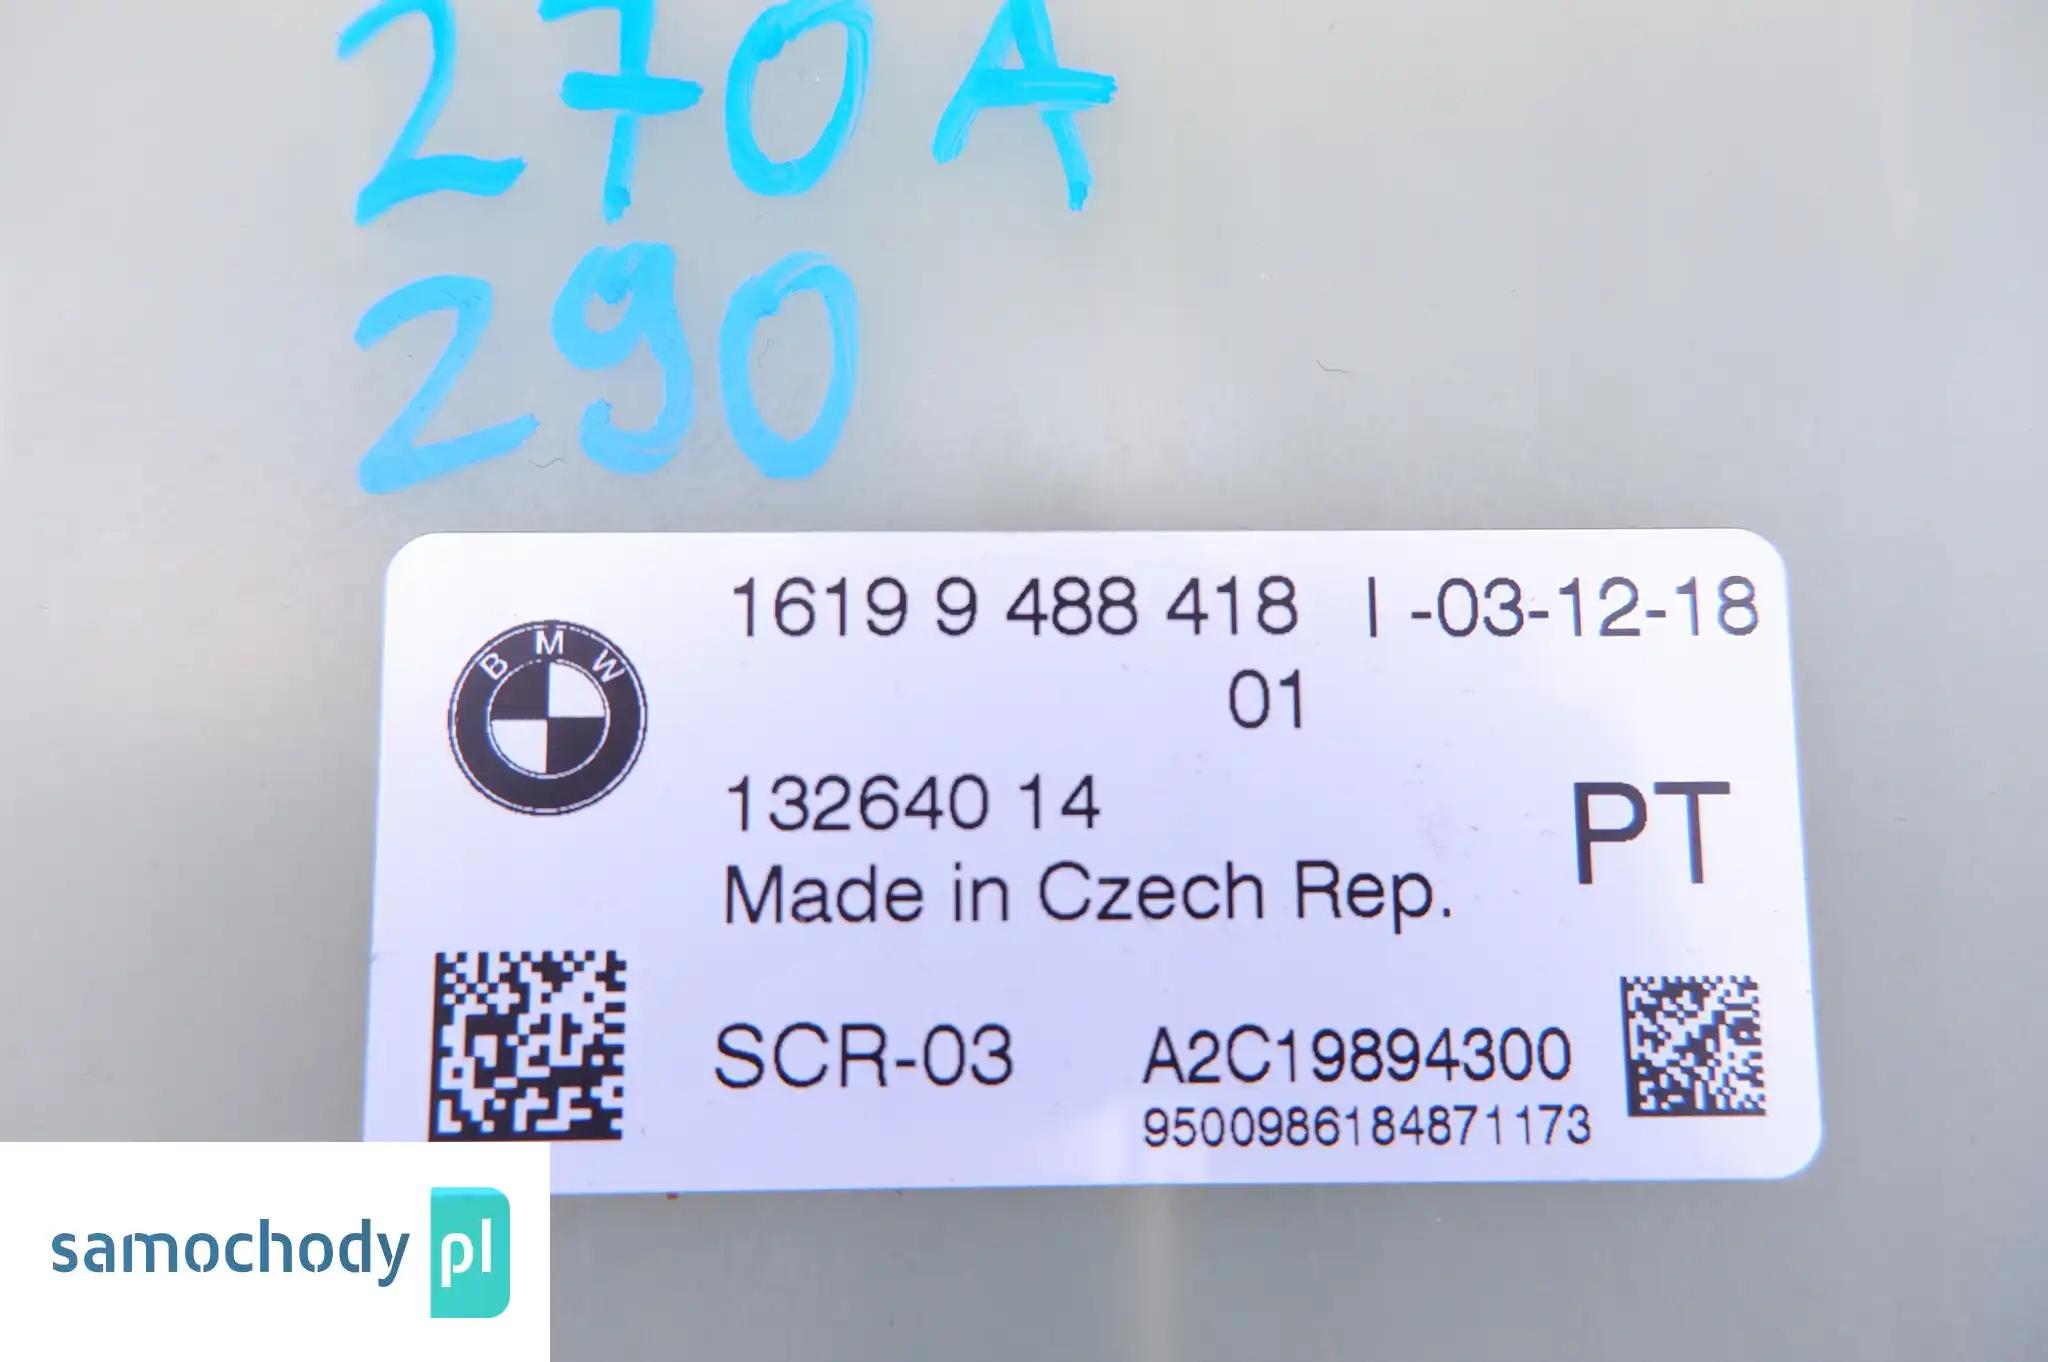 270A
290
1619 9 488 418 I -03-12-18
01
BMW
132640 14
PT
Made in Czech Rep.
SCR-03 A2C19894300
9500986184871173
samochody pl